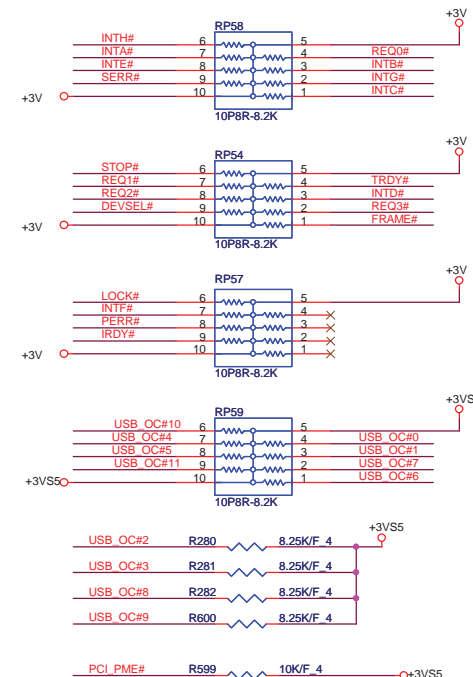 RP58
+3V
INTH# 6 5
INTA# 7 4 REQ0#
INTE# 8 3 INTB#
SERR# 9 2 INTG#
+3V 10 1 INTC#
10P8R-8.2K
RP54
+3V
STOP# 6 5
REQ1# 7 4 TRDY#
REQ2# 8 3 INTD#
DEVSEL# 9 2 REQ3#
+3V 10 1 FRAME#
10P8R-8.2K
RP57
+3V
LOCK# 6 5
INTF# 7 4
PERR# 8 3
IRDY# 9 2
+3V 10 1
10P8R-8.2K
RP59
+3VS
USB_OC#10 6 5
USB_OC#4 7 4 USB_OC#0
USB_OC#5 8 3 USB_OC#1
USB_OC#11 9 2 USB_OC#7
+3VS5 10 1 USB_OC#6
10P8R-8.2K
+3VS5
USB_OC#2 R280 8.25K/F_4
USB_OC#3 R281 8.25K/F_4
USB_OC#8 R282 8.25K/F_4
USB_OC#9 R600 8.25K/F_4
PCI_PME# R599 10K/F_4 +3VS5